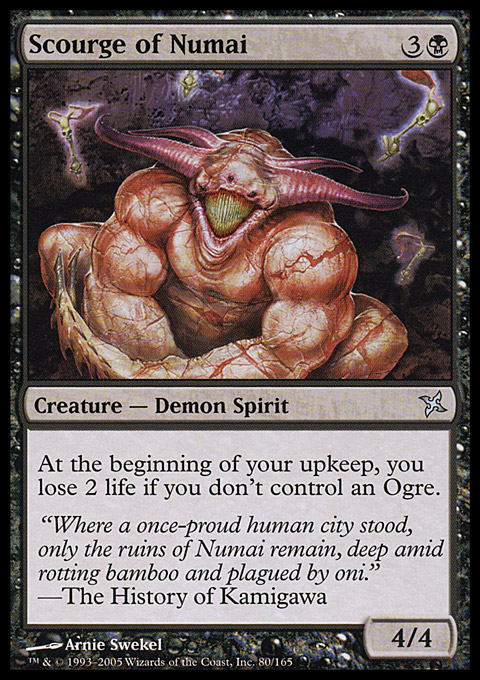 Scourge of Numai 3
Creature — Demon Spirit
At the beginning of your upkeep, you
lose 2 life if you don't control an Ogre.
"Where a once-proud human city stood,
only the ruins of Numai remain, deep amid
rotting bamboo and plagued by oni."
—The History of Kamigawa
4/4
Arnie Swekel
™ & © 1993–2005 Wizards of the Coast, Inc. 80/165